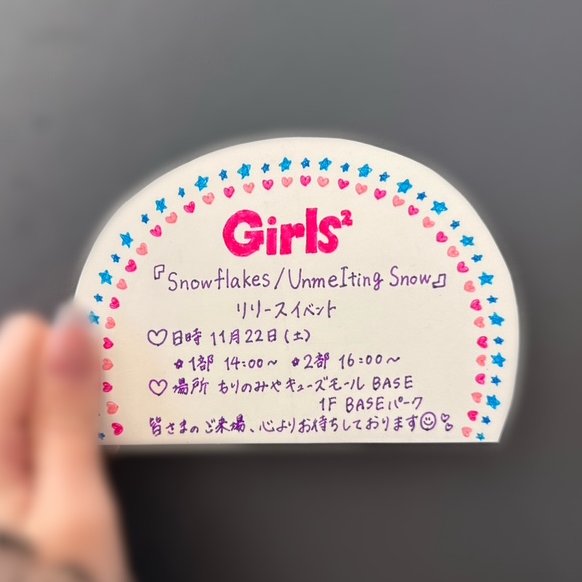 Girls²
『Snowflakes/UnmeIting Snow』
リリースイベント
♡日時 11月22日(土)
☆1部 14:00〜 ☆2部 16:00〜
♡場所 もりのみやキューズモール BASE
1F BASEパーク
皆さまのご来場、心よりお待ちしております☺♡